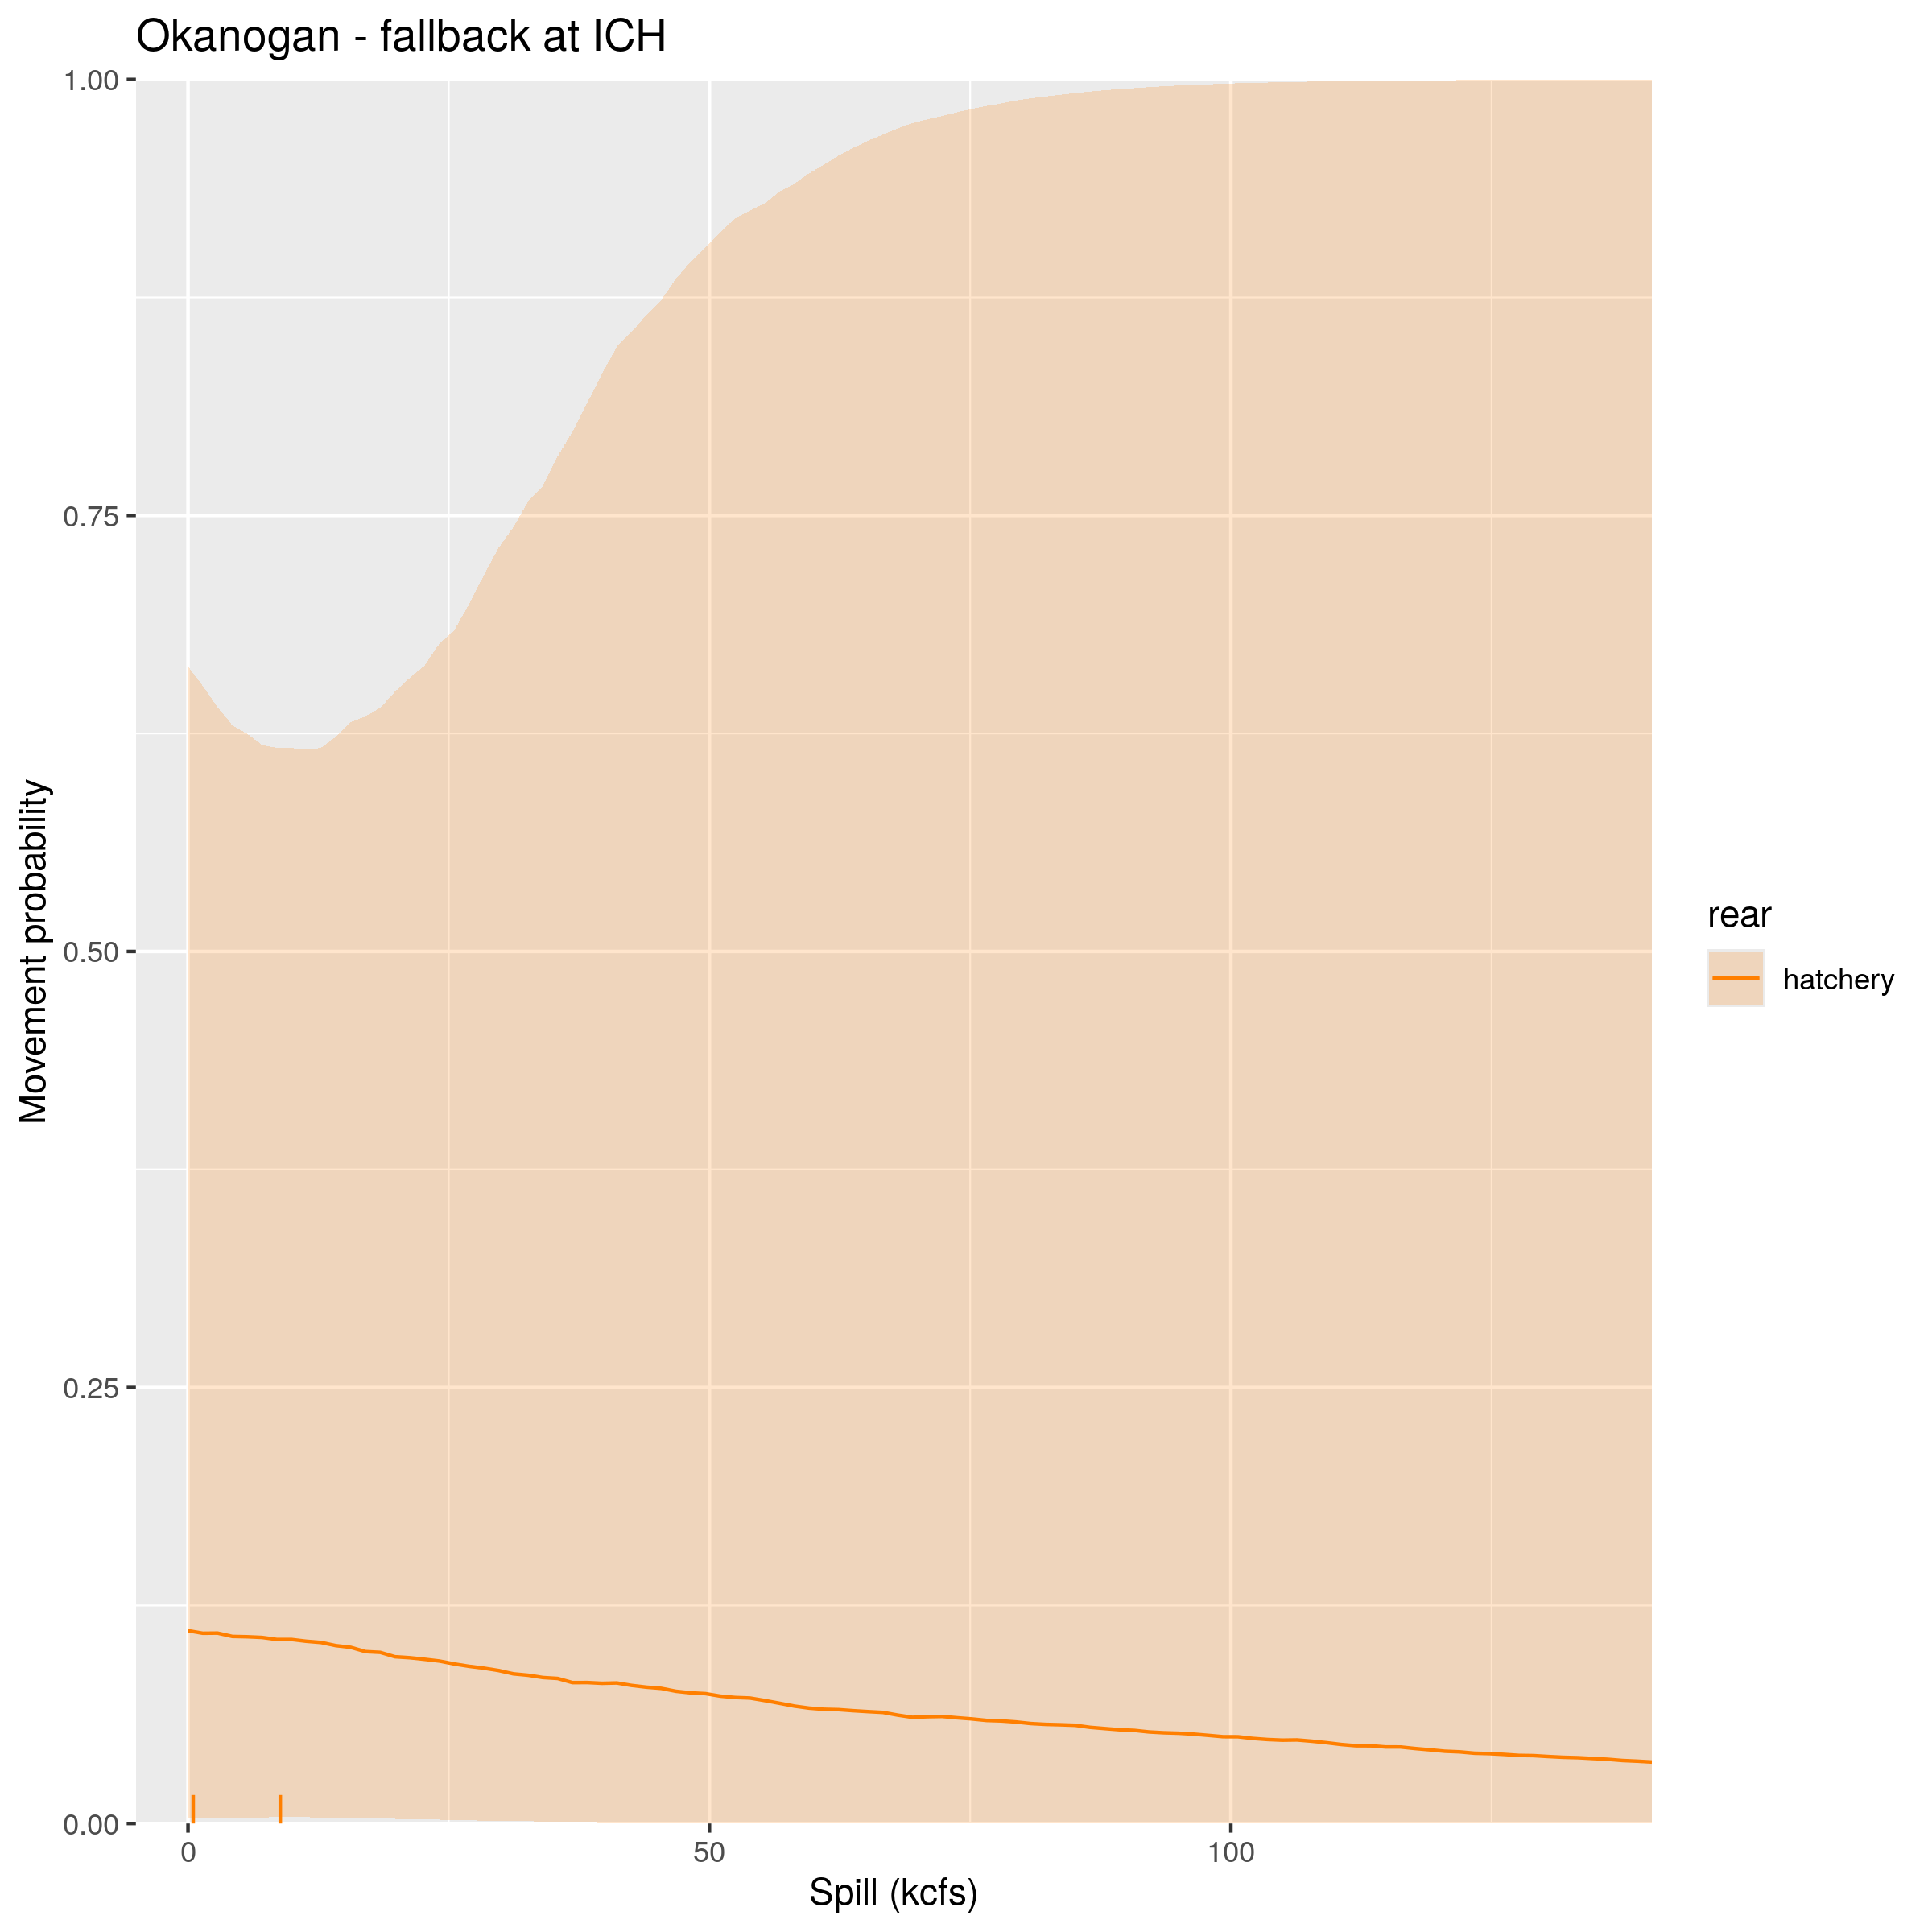 Okanogan - fallback at ICH
1.00
0.75
0.50
0.25
0.00
Movement probability
0
50
100
Spill (kcfs)
rear
hatchery